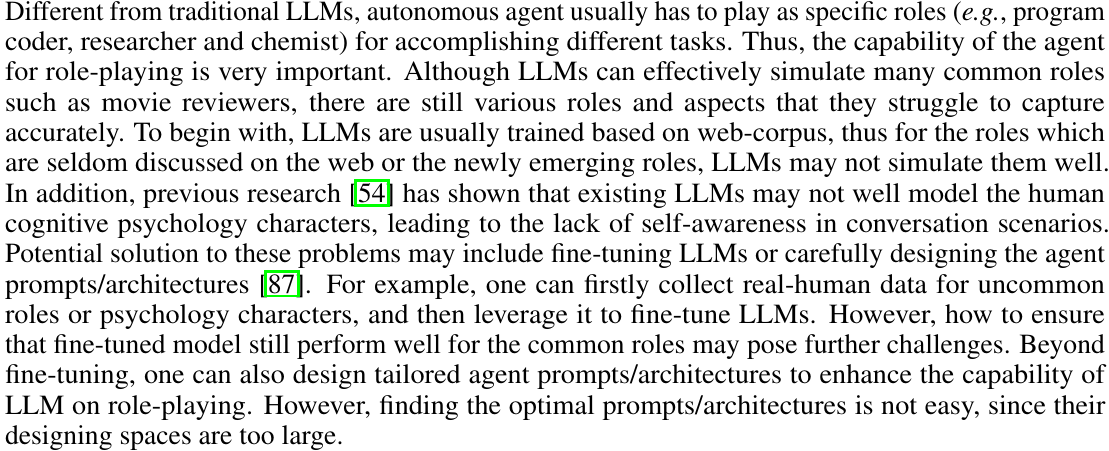 Different from traditional LLMs, autonomous agent usually has to play as specific roles (e.g., program
coder, researcher and chemist) for accomplishing different tasks. Thus, the capability of the agent
for role-playing is very important. Although LLMs can effectively simulate many common roles
such as movie reviewers, there are still various roles and aspects that they struggle to capture
accurately. To begin with, LLMs are usually trained based on web-corpus, thus for the roles which
are seldom discussed on the web or the newly emerging roles, LLMs may not simulate them well.
In addition, previous research [54] has shown that existing LLMs may not well model the human
cognitive psychology characters, leading to the lack of self-awareness in conversation scenarios.
Potential solution to these problems may include fine-tuning LLMs or carefully designing the agent
prompts/architectures [87]. For example, one can firstly collect real-human data for uncommon
roles or psychology characters, and then leverage it to fine-tune LLMs. However, how to ensure
that fine-tuned model still perform well for the common roles may pose further challenges. Beyond
fine-tuning, one can also design tailored agent prompts/architectures to enhance the capability of
LLM on role-playing. However, finding the optimal prompts/architectures is not easy, since their
designing spaces are too large.